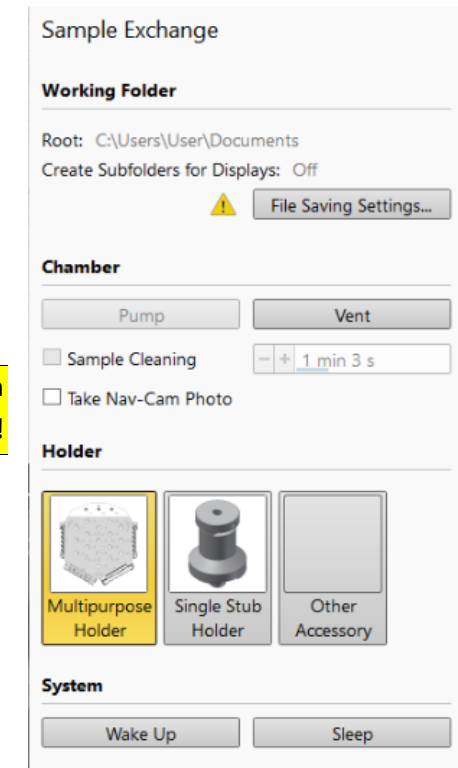 Sample Exchange
Working Folder
Root: C:\Users\User\Documents
Create Subfolders for Displays: Off
File Saving Settings...
Chamber
Pump Vent
Sample Cleaning - + 1 min 3 s
Take Nav-Cam Photo
!
Holder
Multipurpose Holder
Single Stub Holder
Other Accessory
System
Wake Up Sleep